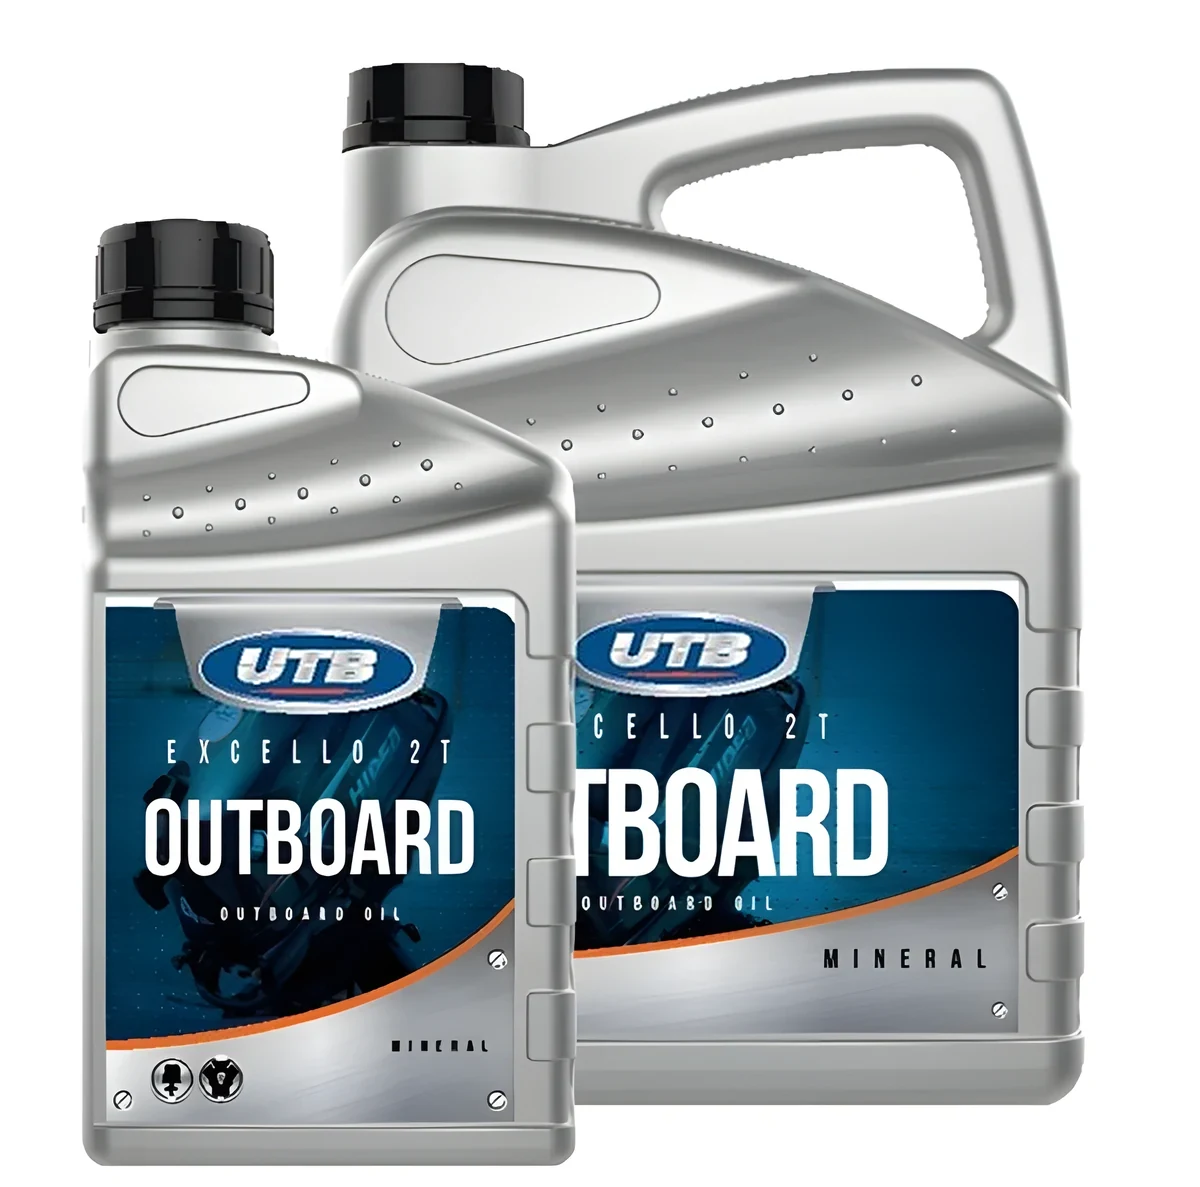 UTB
EXCELLO 2T
OUTBOARD
OUTBOARD OIL
MINERAL
UTB
CELLO 2T
TBOARD
OUTBOARD OIL
MINERAL